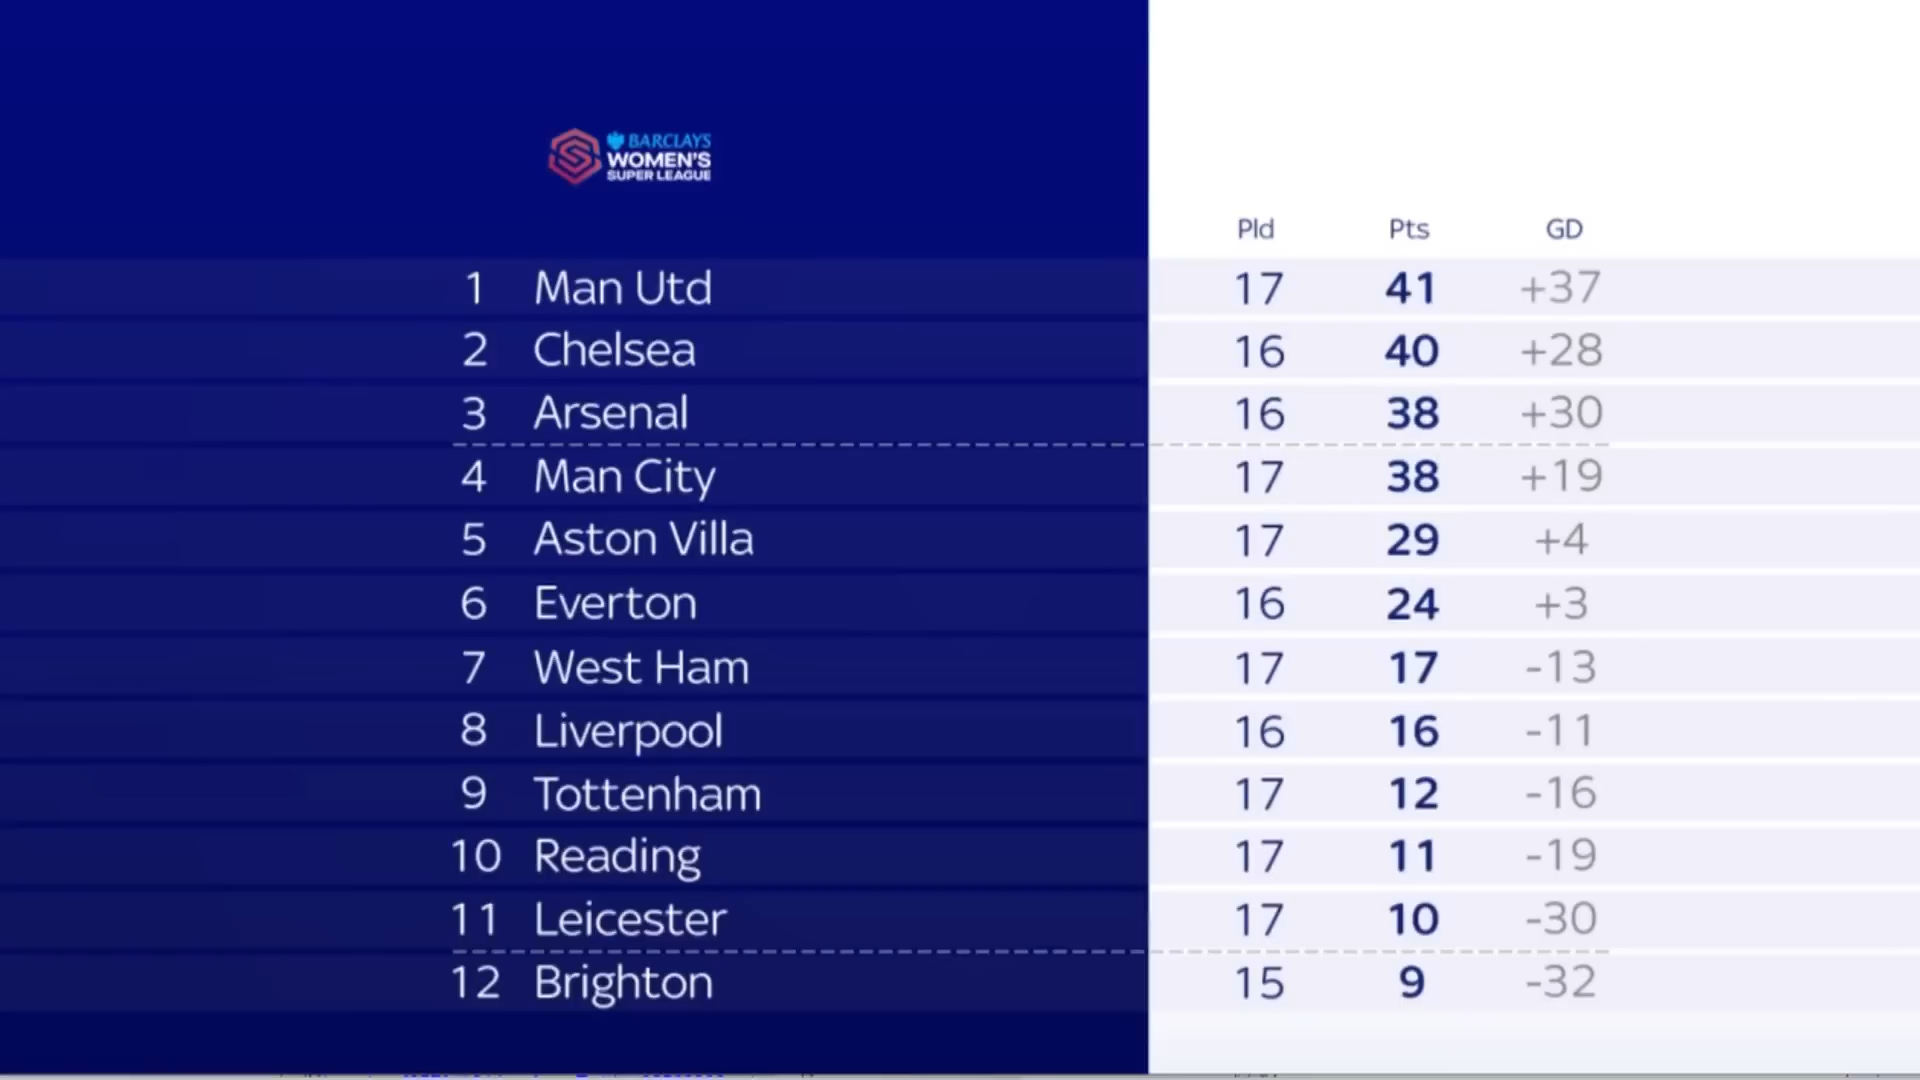 BARCLAYS
WOMEN'S
SUPER LEAGUE
Pld Pts GD
1 Man Utd 17 41 +37
2 Chelsea 16 40 +28
3 Arsenal 16 38 +30
4 Man City 17 38 +19
5 Aston Villa 17 29 +4
6 Everton 16 24 +3
7 West Ham 17 17 -13
8 Liverpool 16 16 -11
9 Tottenham 17 12 -16
10 Reading 17 11 -19
11 Leicester 17 10 -30
12 Brighton 15 9 -32